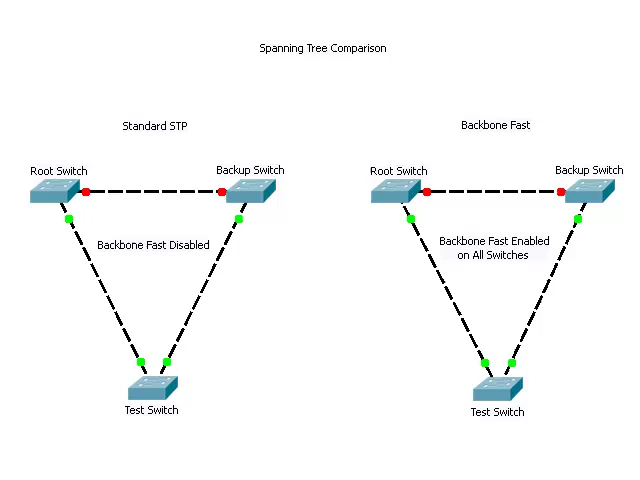 Spanning Tree Comparison
Standard STP
Backbone Fast
Root Switch
Backup Switch
Root Switch
Backup Switch
Backbone Fast Disabled
Backbone Fast Enabled
on All Switches
Test Switch
Test Switch